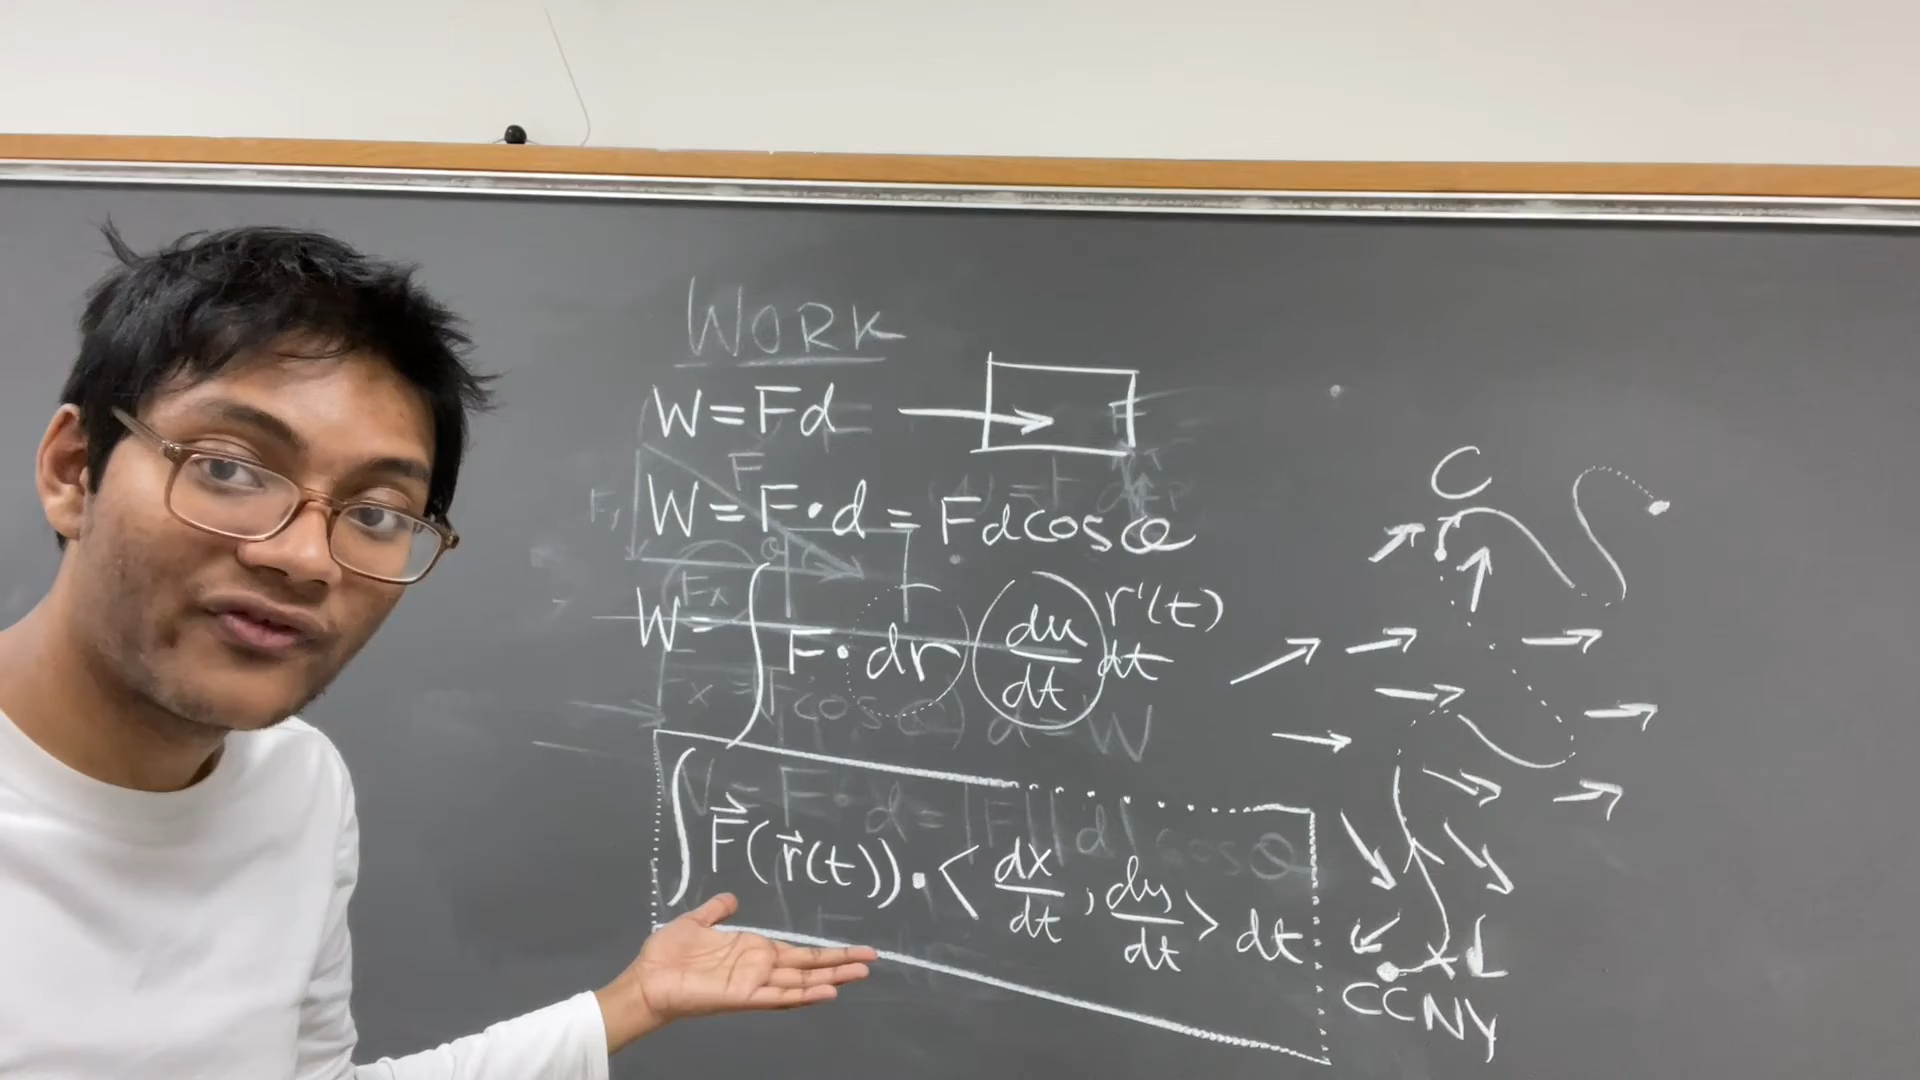 WORK
W=Fd
W=F·d=Fdcosθ
W=∫F·dr (du/dt) r'(t) dt
∫F⃗(r⃗(t))·<dx/dt, dy/dt> dt
C
CCNY